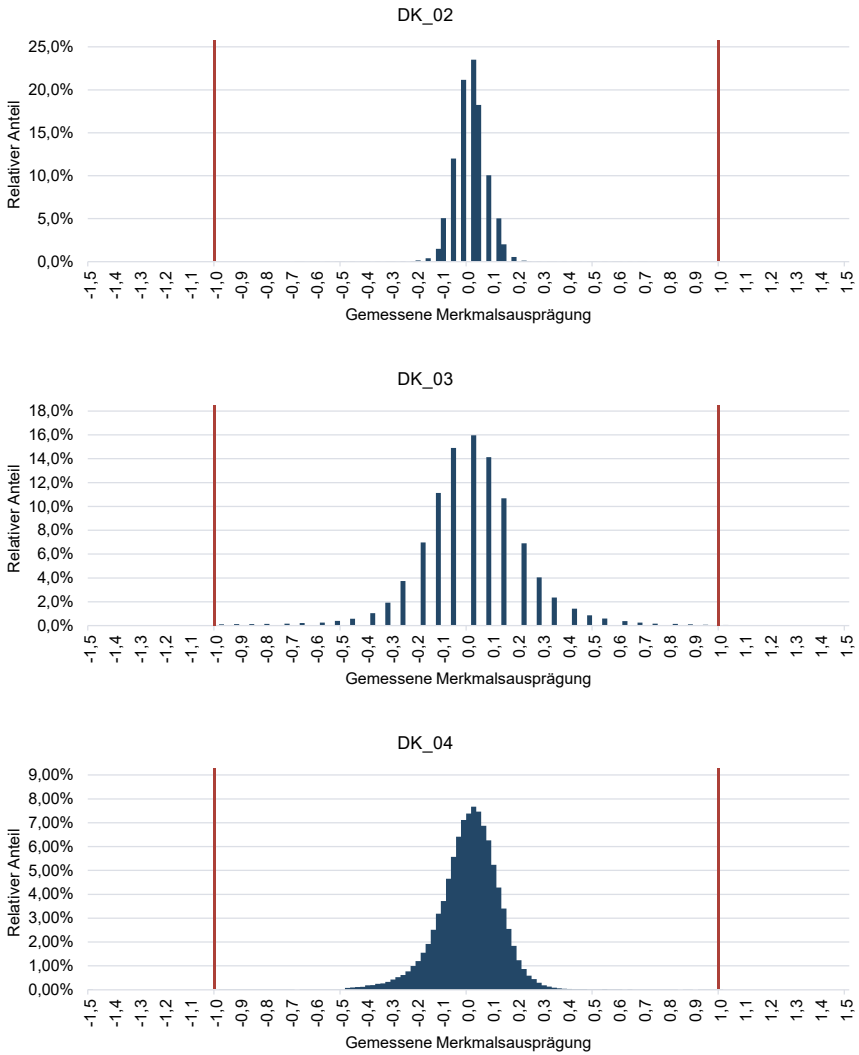 DK_02
25,0%
20,0%
15,0%
10,0%
5,0%
0,0%
Relativer Anteil
-1,5 -1,4 -1,3 -1,2 -1,1 -1,0 -0,9 -0,8 -0,7 -0,6 -0,5 -0,4 -0,3 -0,2 -0,1 0,0 0,1 0,2 0,3 0,4 0,5 0,6 0,7 0,8 0,9 1,0 1,1 1,2 1,3 1,4 1,5
Gemessene Merkmalsausprägung
DK_03
18,0%
16,0%
14,0%
12,0%
10,0%
8,0%
6,0%
4,0%
2,0%
0,0%
Relativer Anteil
-1,5 -1,4 -1,3 -1,2 -1,1 -1,0 -0,9 -0,8 -0,7 -0,6 -0,5 -0,4 -0,3 -0,2 -0,1 0,0 0,1 0,2 0,3 0,4 0,5 0,6 0,7 0,8 0,9 1,0 1,1 1,2 1,3 1,4 1,5
Gemessene Merkmalsausprägung
DK_04
9,00%
8,00%
7,00%
6,00%
5,00%
4,00%
3,00%
2,00%
1,00%
0,00%
Relativer Anteil
-1,5 -1,4 -1,3 -1,2 -1,1 -1,0 -0,9 -0,8 -0,7 -0,6 -0,5 -0,4 -0,3 -0,2 -0,1 0,0 0,1 0,2 0,3 0,4 0,5 0,6 0,7 0,8 0,9 1,0 1,1 1,2 1,3 1,4 1,5
Gemessene Merkmalsausprägung